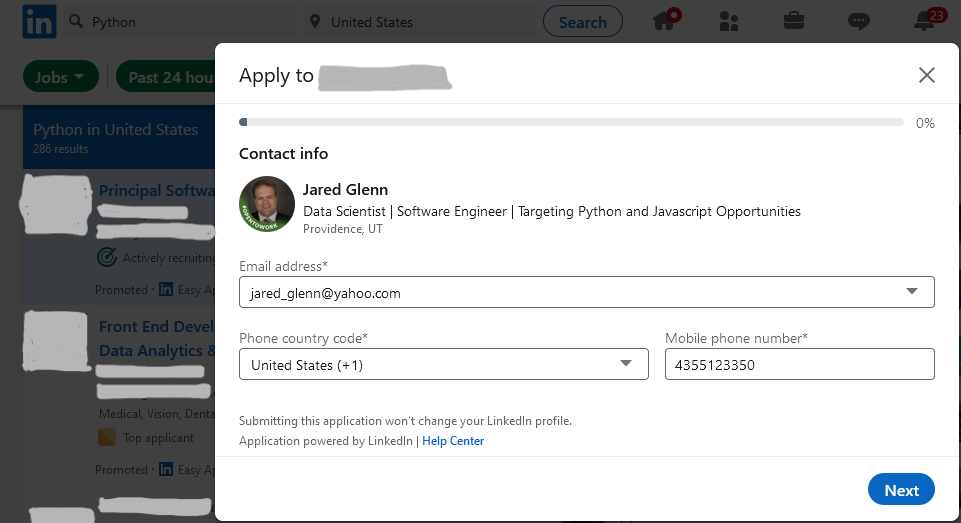 in
Python
United States
Search
23
Jobs
Past 24 hou
Apply to
0%
Python in United States
286 results
Contact info
Jared Glenn
Data Scientist | Software Engineer | Targeting Python and Javascript Opportunities
Providence, UT
#OPENTOWORK
Principal Softwa
Actively recruiting
Promoted · in Easy Ap
Email address*
jared_glenn@yahoo.com
Front End Devel
Data Analytics &
Phone country code*
Mobile phone number*
United States (+1)
4355123350
Medical, Vision, Denta
Top applicant
Promoted · in Easy Ap
Submitting this application won't change your LinkedIn profile.
Application powered by LinkedIn | Help Center
Next